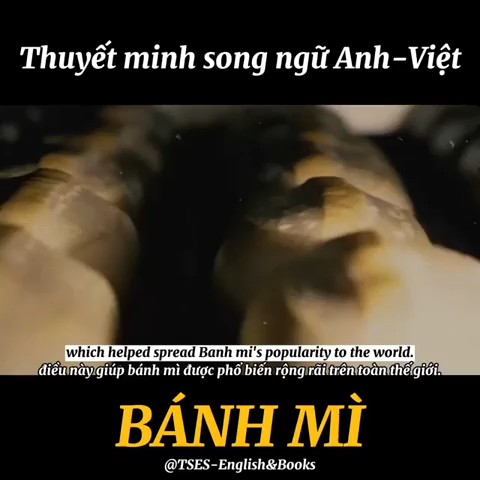 Thuyết minh song ngữ Anh-Việt
which helped spread Banh mi's popularity to the world.
điều này giúp bánh mì được phổ biến rộng rãi trên toàn thế giới.
BÁNH MÌ
@TSES-English&Books